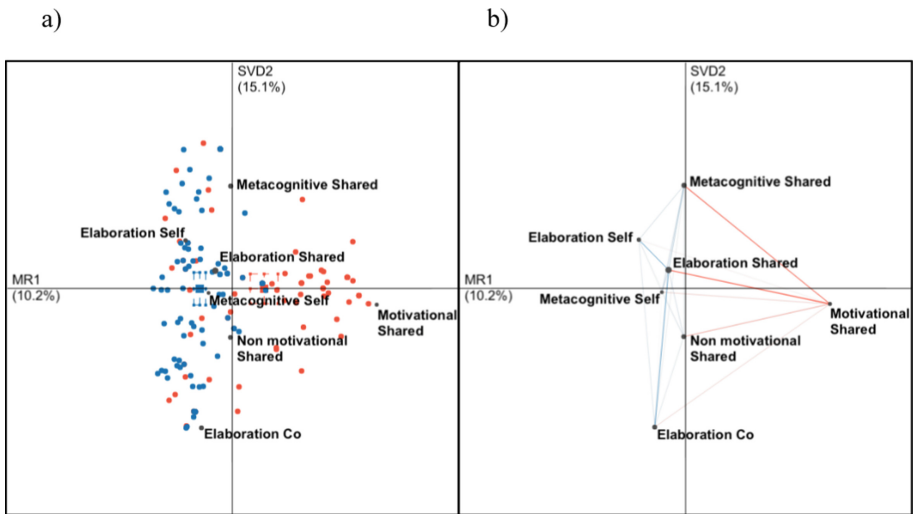 a)
b)
SVD2
(15.1%)
Metacognitive Shared
Elaboration Self
Elaboration Shared
MR1
(10.2%)
Metacognitive Self
Motivational
Shared
Non motivational
Shared
Elaboration Co
SVD2
(15.1%)
Metacognitive Shared
Elaboration Self
Elaboration Shared
MR1
(10.2%)
Metacognitive Self
Motivational
Shared
Non motivational
Shared
Elaboration Co